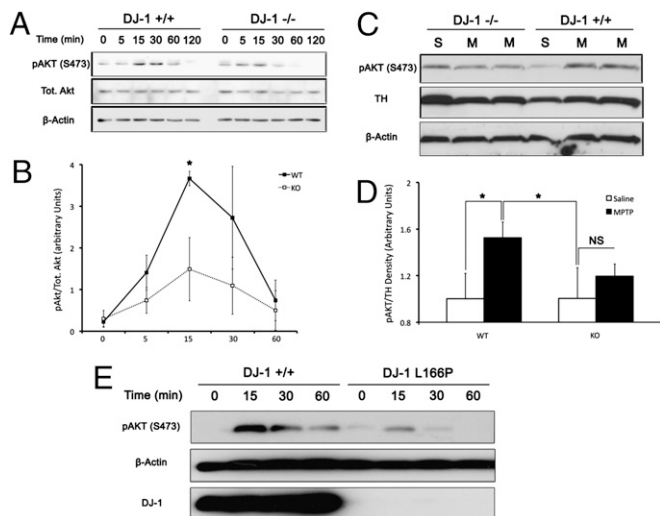 A
DJ-1 +/+ DJ-1 -/-
Time (min) 0 5 15 30 60 120 0 5 15 30 60 120
pAKT (S473)
Tot. Akt
β-Actin
B
pAkt/Tot. Akt (arbitrary Units)
4
3
2
1
0
*
WT
KO
0 5 15 30 60
C
DJ-1 -/- DJ-1 +/+
S M M S M M
pAKT (S473)
TH
β-Actin
D
pAKT/TH Density (Arbitrary Units)
2.0
1.6
1.2
0.8
* *
NS
Saline
MPTP
WT KO
E
DJ-1 +/+ DJ-1 L166P
Time (min) 0 15 30 60 0 15 30 60
pAKT (S473)
β-Actin
DJ-1